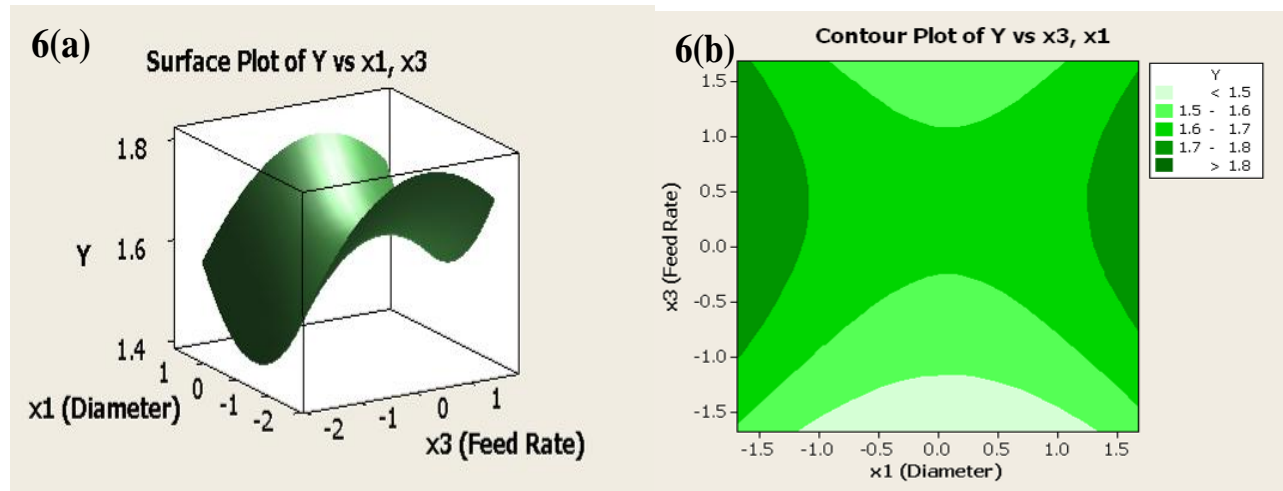 6(a)
Surface Plot of Y vs x1, x3
1.8
1.6
1.4
Y
1
0
-1
-2
x1 (Diameter)
-2
-1
0
1
x3 (Feed Rate)
6(b)
Contour Plot of Y vs x3, x1
1.5
1.0
0.5
0.0
-0.5
-1.0
-1.5
x3 (Feed Rate)
-1.5 -1.0 -0.5 0.0 0.5 1.0 1.5
x1 (Diameter)
Y
< 1.5
1.5 - 1.6
1.6 - 1.7
1.7 - 1.8
> 1.8